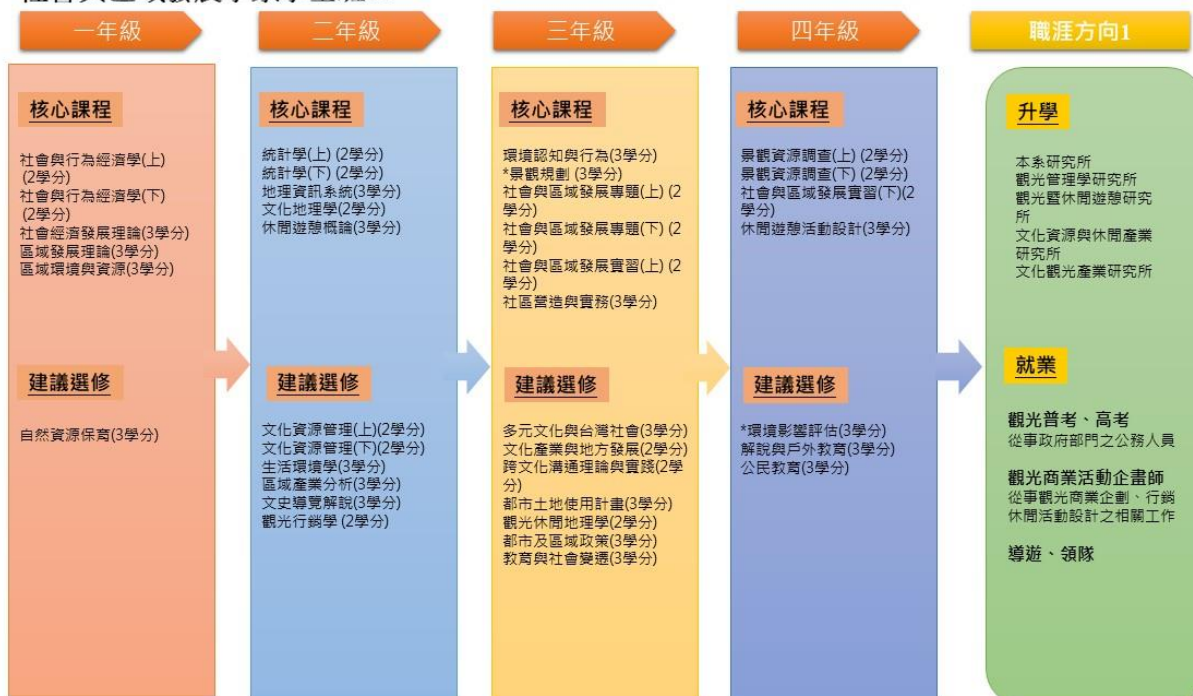 一年級
二年級
三年級
四年級
職涯方向1
核心課程
社會與行為經濟學(上)
(2學分)
社會與行為經濟學(下)
(2學分)
社會經濟發展理論(3學分)
區域發展理論(3學分)
區域環境與資源(3學分)
建議選修
自然資源保育(3學分)
核心課程
統計學(上) (2學分)
統計學(下) (2學分)
地理資訊系統(3學分)
文化地理學(2學分)
休閒遊憩概論(3學分)
建議選修
文化資源管理(上)(2學分)
文化資源管理(下)(2學分)
生活環境學(3學分)
區域產業分析(3學分)
文史導覽解說(3學分)
觀光行銷學 (2學分)
核心課程
環境認知與行為(3學分)
*景觀規劃 (3學分)
社會與區域發展專題(上) (2
學分)
社會與區域發展專題(下) (2
學分)
社會與區域發展實習(上) (2
學分)
社區營造與實務(3學分)
建議選修
多元文化與台灣社會(3學分)
文化產業與地方發展(2學分)
跨文化溝通理論與實踐(2學
分)
都市土地使用計畫(3學分)
觀光休閒地理學(2學分)
都市及區域政策(3學分)
教育與社會變遷(3學分)
核心課程
景觀資源調查(上) (2學分)
景觀資源調查(下) (2學分)
社會與區域發展實習(下)(2
學分)
休閒遊憩活動設計(3學分)
建議選修
*環境影響評估(3學分)
解說與戶外教育(3學分)
公民教育(3學分)
升學
本系研究所
觀光管理學研究所
觀光暨休閒遊憩研究
所
文化資源與休閒產業
研究所
文化觀光產業研究所
就業
觀光普考、高考
從事政府部門之公務人員
觀光商業活動企畫師
從事觀光商業企劃、行銷
休閒活動設計之相關工作
導遊、領隊